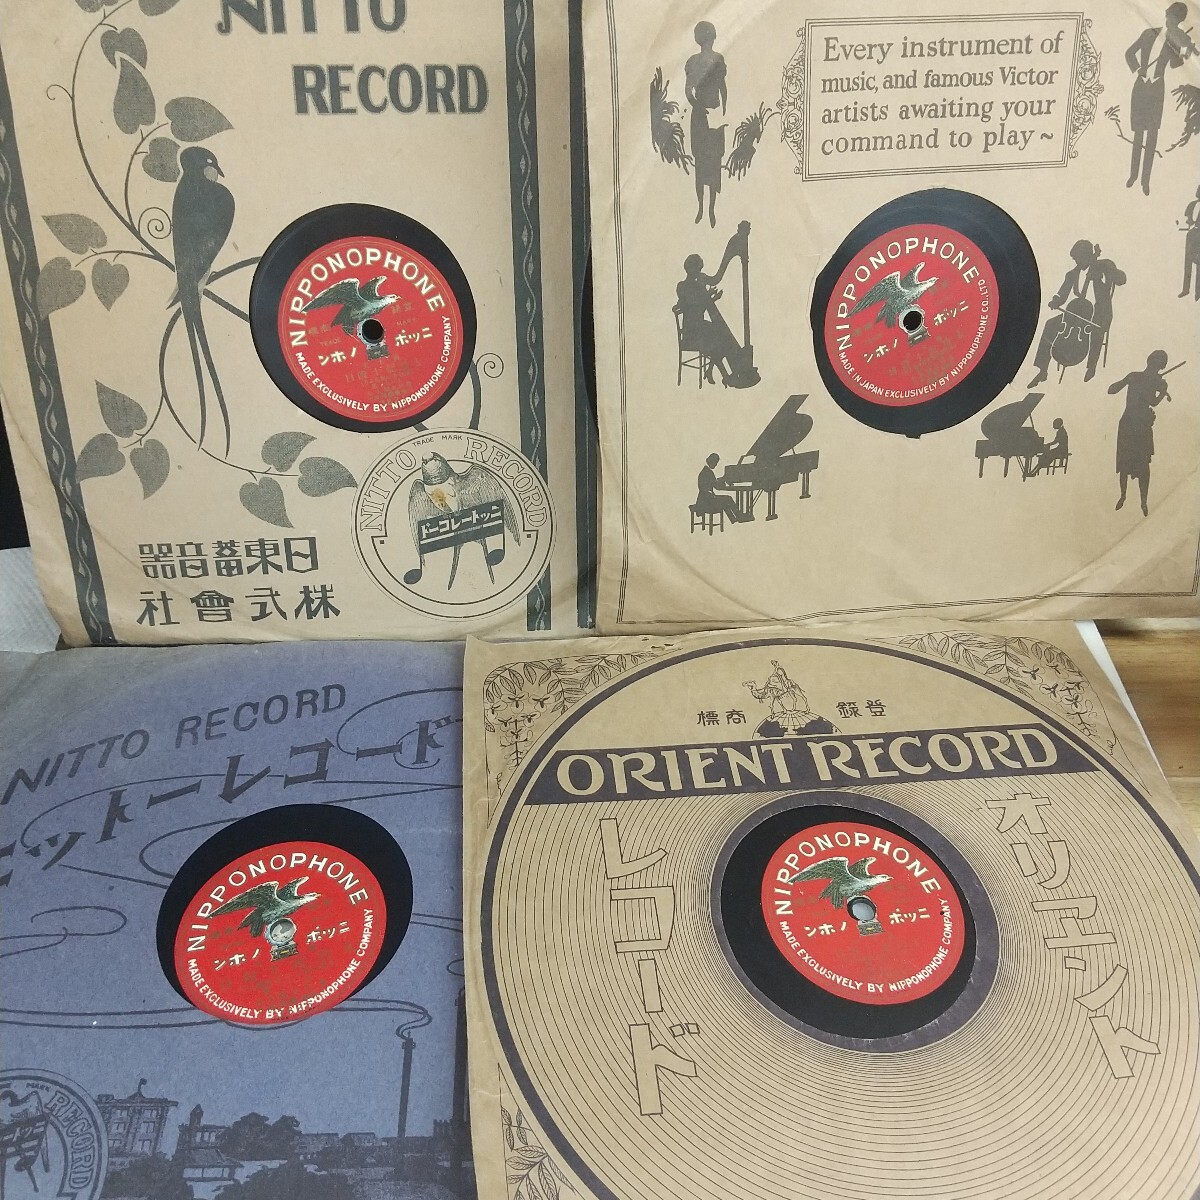 NITTO
RECORD
NIPPONOPHONE
ニッポノホン
MADE EXCLUSIVELY BY NIPPONOPHONE COMPANY
TRADE MARK
NITTO RECORD
ニットーレコード
日東蓄音器
株式會社
Every instrument of
music, and famous Victor
artists awaiting your
command to play~
NIPPONOPHONE
ニッポノホン
MADE IN JAPAN EXCLUSIVELY BY NIPPONOPHONE CO., LTD
NITTO RECORD
ニットーレコード
NIPPONOPHONE
ニッポノホン
MADE EXCLUSIVELY BY NIPPONOPHONE COMPANY
RECORD
登錄商標
ORIENT RECORD
オリエント
レコード
NIPPONOPHONE
ニッポノホン
MADE EXCLUSIVELY BY NIPPONOPHONE COMPANY